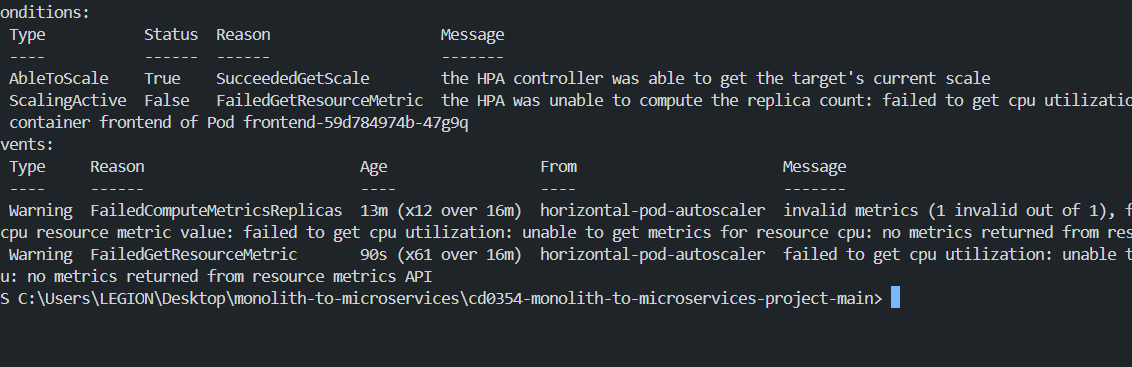 onditions:
Type Status Reason Message
---- ------ ------ -------
AbleToScale True SucceededGetScale the HPA controller was able to get the target's current scale
ScalingActive False FailedGetResourceMetric the HPA was unable to compute the replica count: failed to get cpu utilizatio
container frontend of Pod frontend-59d784974b-47g9q
vents:
Type Reason Age From Message
---- ------ ---- ---- -------
Warning FailedComputeMetricsReplicas 13m (x12 over 16m) horizontal-pod-autoscaler invalid metrics (1 invalid out of 1), f
cpu resource metric value: failed to get cpu utilization: unable to get metrics for resource cpu: no metrics returned from res
Warning FailedGetResourceMetric 90s (x61 over 16m) horizontal-pod-autoscaler failed to get cpu utilization: unable t
u: no metrics returned from resource metrics API
S C:\Users\LEGION\Desktop\monolith-to-microservices\cd0354-monolith-to-microservices-project-main>